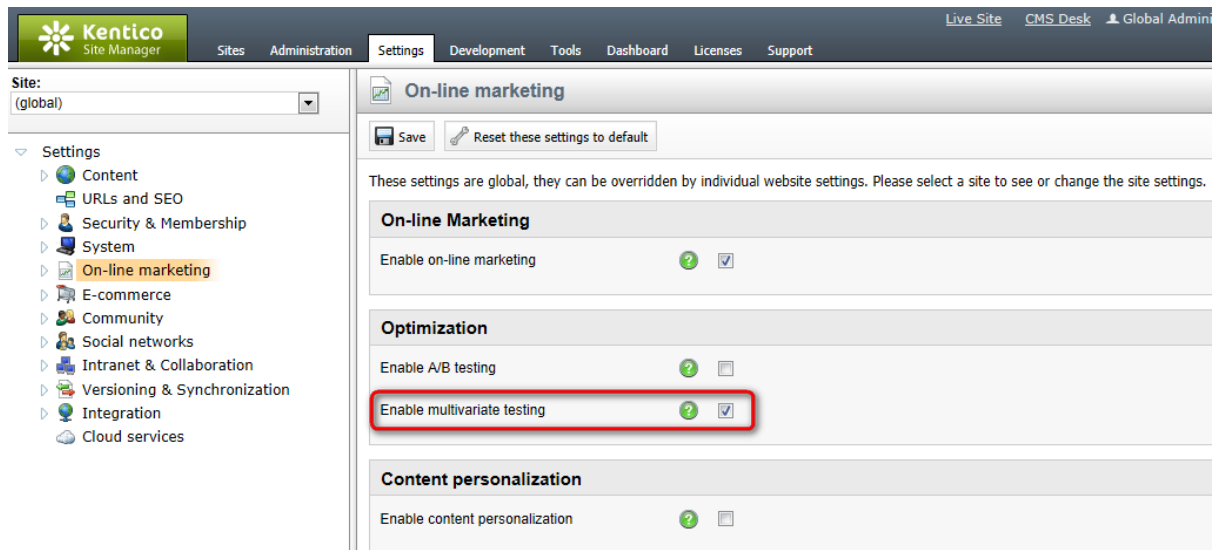 Live Site CMS Desk Global Admini
Kentico
Site Manager
Sites Administration Settings Development Tools Dashboard Licenses Support
Site:
(global)
Settings
Content
URLs and SEO
Security & Membership
System
On-line marketing
E-commerce
Community
Social networks
Intranet & Collaboration
Versioning & Synchronization
Integration
Cloud services
On-line marketing
Save Reset these settings to default
These settings are global, they can be overridden by individual website settings. Please select a site to see or change the site settings.
On-line Marketing
Enable on-line marketing ?
Optimization
Enable A/B testing ?
Enable multivariate testing ?
Content personalization
Enable content personalization ?